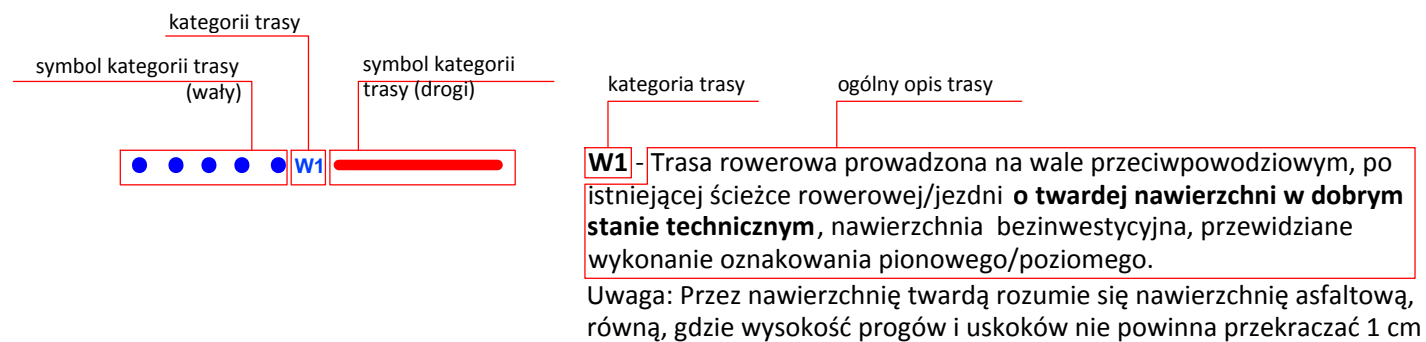 kategorii trasy
symbol kategorii trasy
(wały)
symbol kategorii
trasy (drogi)
W1
kategoria trasy
ogólny opis trasy
W1 - Trasa rowerowa prowadzona na wale przeciwpowodziowym, po
istniejącej ścieżce rowerowej/jezdni o twardej nawierzchni w dobrym
stanie technicznym, nawierzchnia bezinwestycyjna, przewidziane
wykonanie oznakowania pionowego/poziomego.
Uwaga: Przez nawierzchnię twardą rozumie się nawierzchnię asfaltową,
równą, gdzie wysokość progów i uskoków nie powinna przekraczać 1 cm